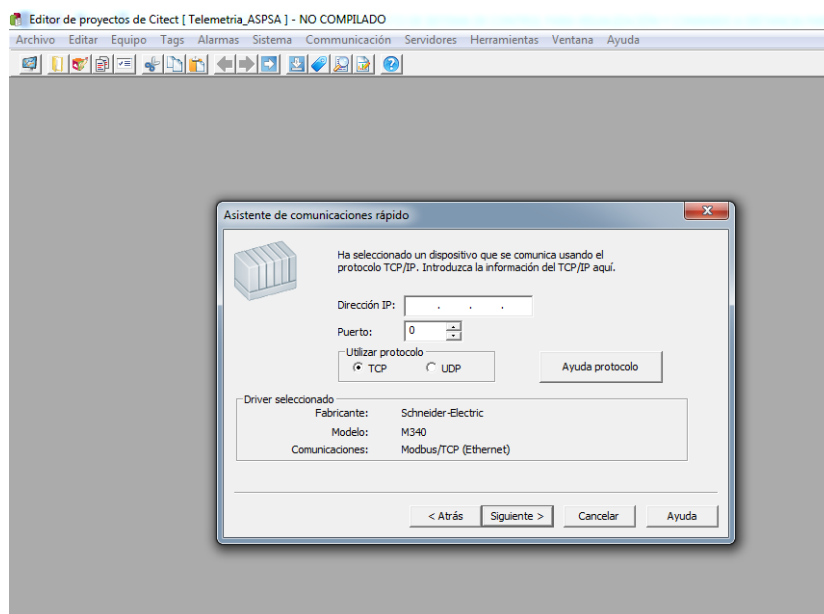 Editor de proyectos de Citect [ Telemetria_ASPSA ] - NO COMPILADO
Archivo Editar Equipo Tags Alarmas Sistema Communicación Servidores Herramientas Ventana Ayuda
Asistente de comunicaciones rápido
Ha seleccionado un dispositivo que se comunica usando el
protocolo TCP/IP. Introduzca la información del TCP/IP aquí.
Dirección IP: . . .
Puerto: 0
Utilizar protocolo
TCP UDP
Ayuda protocolo
Driver seleccionado
Fabricante: Schneider-Electric
Modelo: M340
Comunicaciones: Modbus/TCP (Ethernet)
< Atrás Siguiente > Cancelar Ayuda